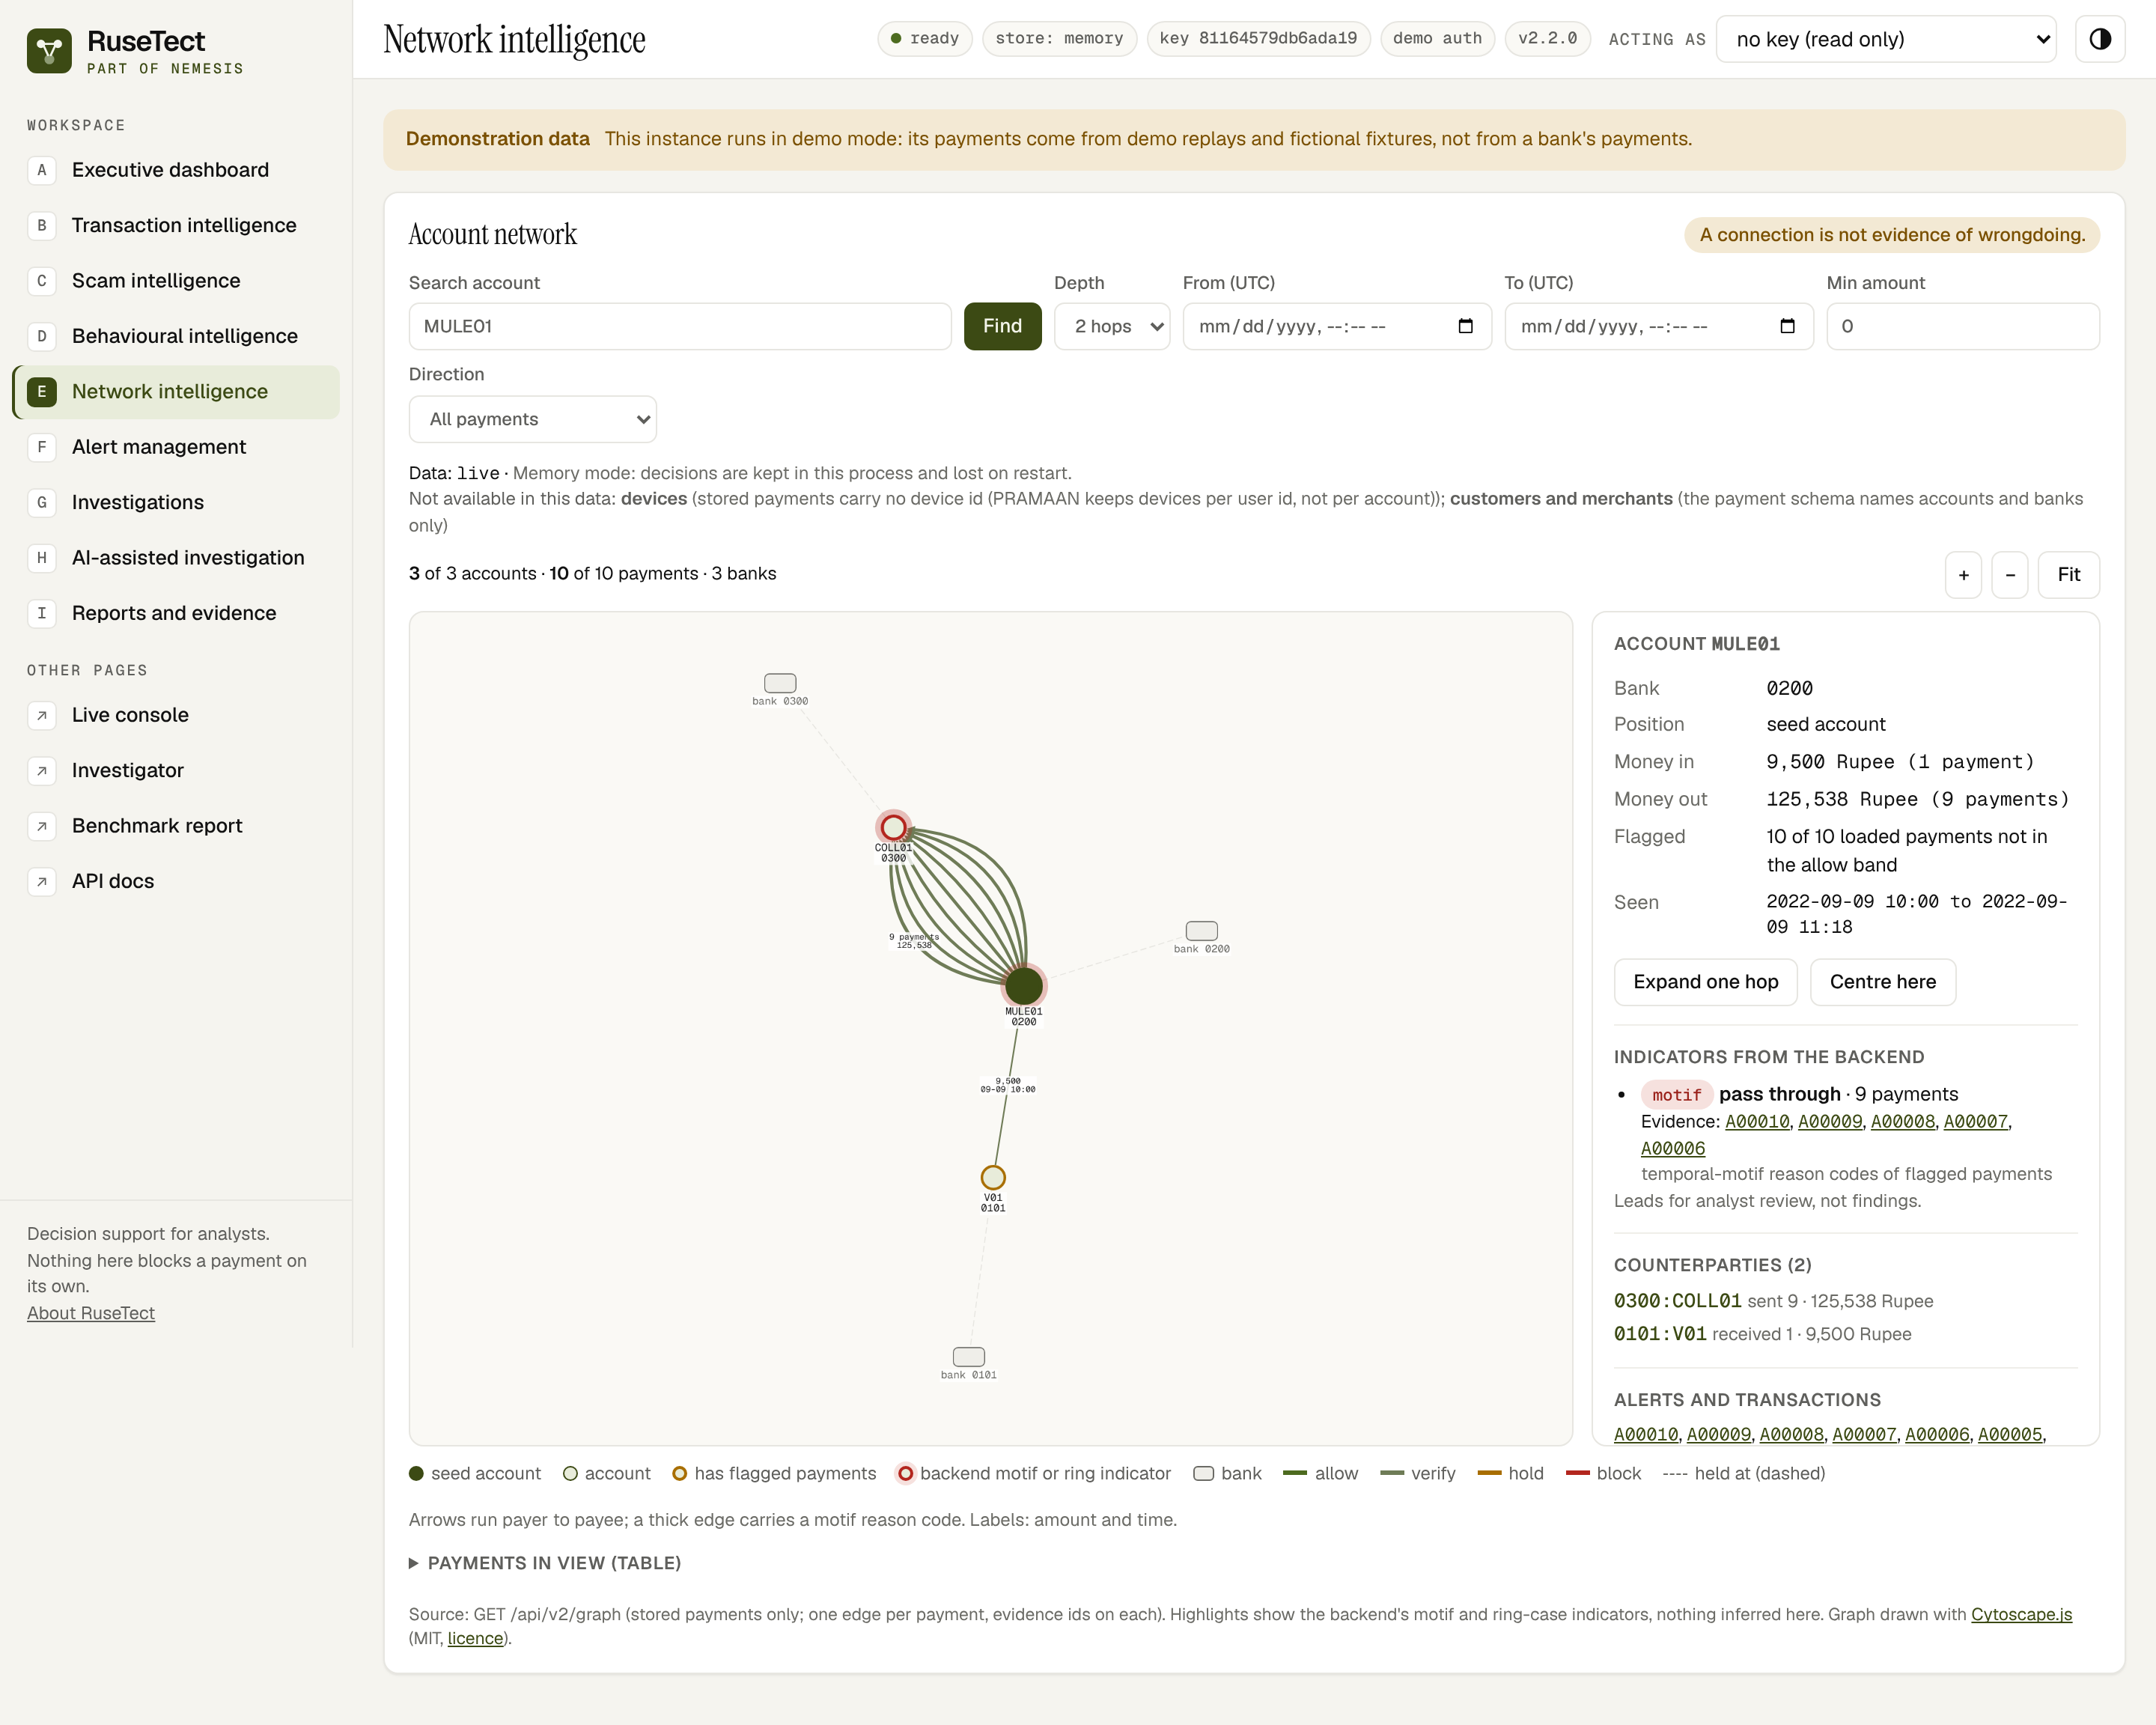 RuseTect
PART OF NEMESIS
WORKSPACE
A Executive dashboard
B Transaction intelligence
C Scam intelligence
D Behavioural intelligence
E Network intelligence
F Alert management
G Investigations
H AI-assisted investigation
I Reports and evidence
OTHER PAGES
Live console
Investigator
Benchmark report
API docs
Decision support for analysts.
Nothing here blocks a payment on
its own.
About RuseTect
Network intelligence
ready
store: memory
key 81164579db6ada19
demo auth
v2.2.0
ACTING AS
no key (read only)
Demonstration data This instance runs in demo mode: its payments come from demo replays and fictional fixtures, not from a bank's payments.
Account network
A connection is not evidence of wrongdoing.
Search account
MULE01
Find
Depth
2 hops
From (UTC)
mm/dd/yyyy, --:-- --
To (UTC)
mm/dd/yyyy, --:-- --
Min amount
0
Direction
All payments
Data: live · Memory mode: decisions are kept in this process and lost on restart.
Not available in this data: devices (stored payments carry no device id (PRAMAAN keeps devices per user id, not per account)); customers and merchants (the payment schema names accounts and banks
only)
3 of 3 accounts · 10 of 10 payments · 3 banks
+
−
Fit
bank 0300
COLL01
0300
9 payments
125,538
bank 0200
MULE01
0200
9,500
09-09 10:00
V01
0101
bank 0101
ACCOUNT MULE01
Bank 0200
Position seed account
Money in 9,500 Rupee (1 payment)
Money out 125,538 Rupee (9 payments)
Flagged 10 of 10 loaded payments not in
the allow band
Seen 2022-09-09 10:00 to 2022-09-
09 11:18
Expand one hop
Centre here
INDICATORS FROM THE BACKEND
• motif pass through · 9 payments
Evidence: A00010, A00009, A00008, A00007,
A00006
temporal-motif reason codes of flagged payments
Leads for analyst review, not findings.
COUNTERPARTIES (2)
0300:COLL01 sent 9 · 125,538 Rupee
0101:V01 received 1 · 9,500 Rupee
ALERTS AND TRANSACTIONS
A00010, A00009, A00008, A00007, A00006, A00005,
seed account
account
has flagged payments
backend motif or ring indicator
bank
allow
verify
hold
block
held at (dashed)
Arrows run payer to payee; a thick edge carries a motif reason code. Labels: amount and time.
PAYMENTS IN VIEW (TABLE)
Source: GET /api/v2/graph (stored payments only; one edge per payment, evidence ids on each). Highlights show the backend's motif and ring-case indicators, nothing inferred here. Graph drawn with Cytoscape.js
(MIT, licence).